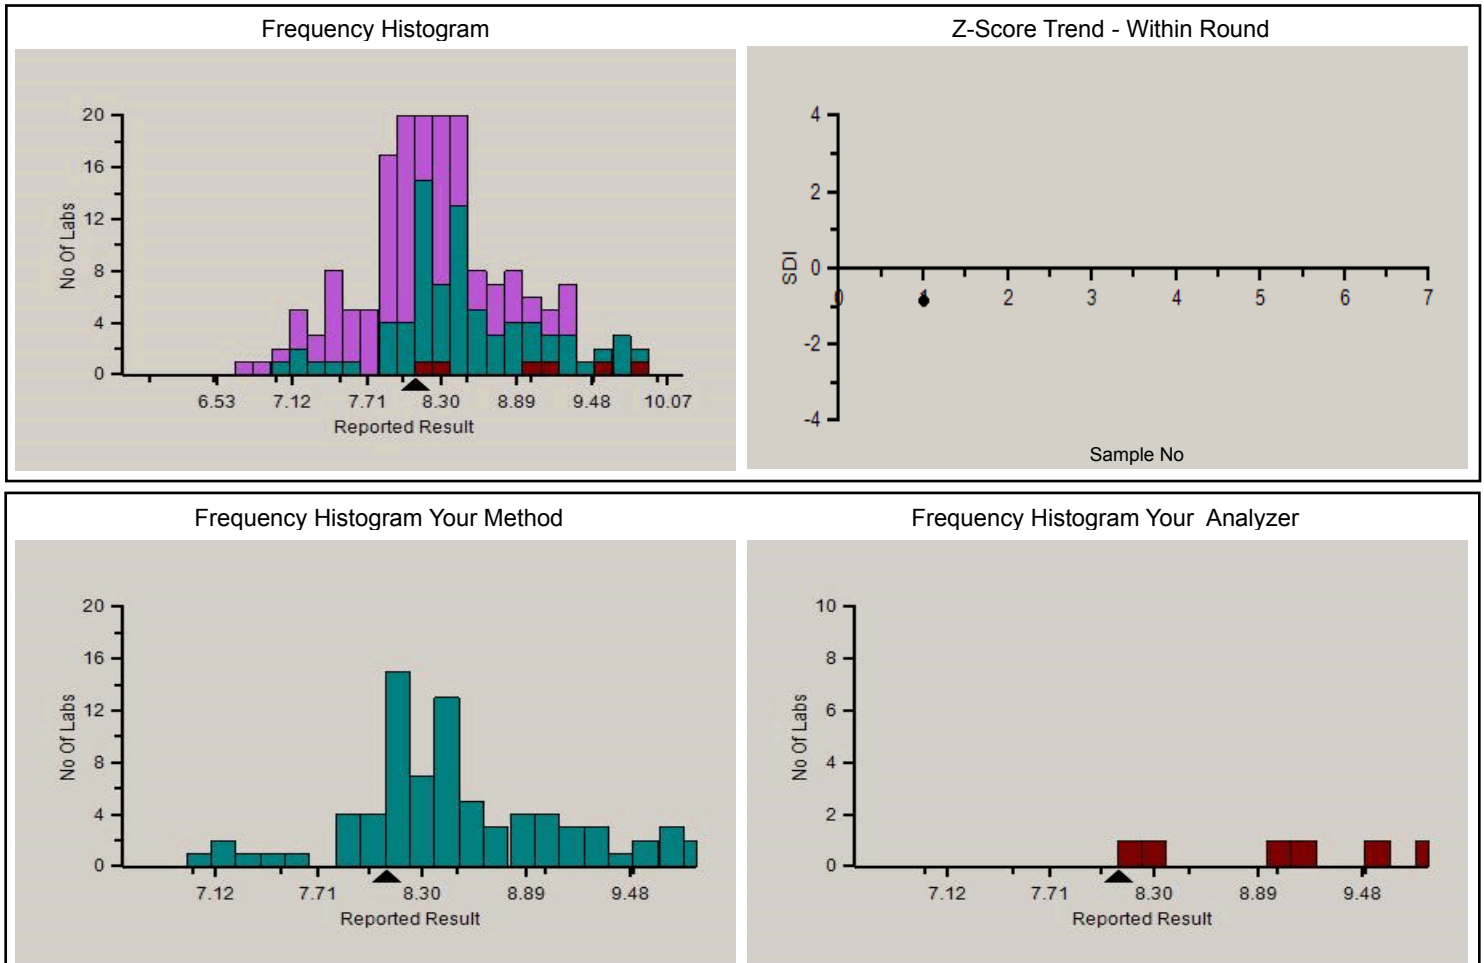 Frequency Histogram
20
16
12
8
4
0
No Of Labs
6.53 7.12 7.71 8.30 8.89 9.48 10.07
Reported Result
Z-Score Trend - Within Round
4
2
0
-2
-4
SDI
0 1 2 3 4 5 6 7
Sample No
Frequency Histogram Your Method
20
16
12
8
4
0
No Of Labs
7.12 7.71 8.30 8.89 9.48
Reported Result
Frequency Histogram Your Analyzer
10
8
6
4
2
0
No Of Labs
7.12 7.71 8.30 8.89 9.48
Reported Result